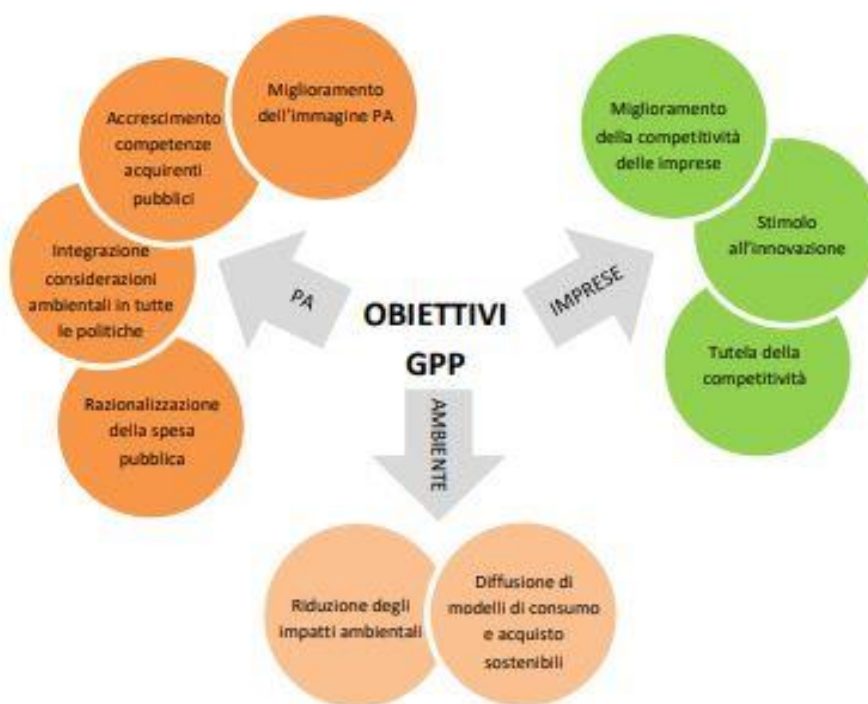 Miglioramento
dell'immagine PA
Accrescimento
competenze
acquirenti
pubblici
Integrazione
considerazioni
ambientali in tutte
le politiche
Razionalizzazione
della spesa
pubblica
PA
OBIETTIVI
GPP
IMPRESE
AMBIENTE
Miglioramento
della competitività
delle imprese
Stimolo
all'innovazione
Tutela della
competitività
Riduzione degli
impatti ambientali
Diffusione di
modelli di consumo
e acquisto
sostenibili